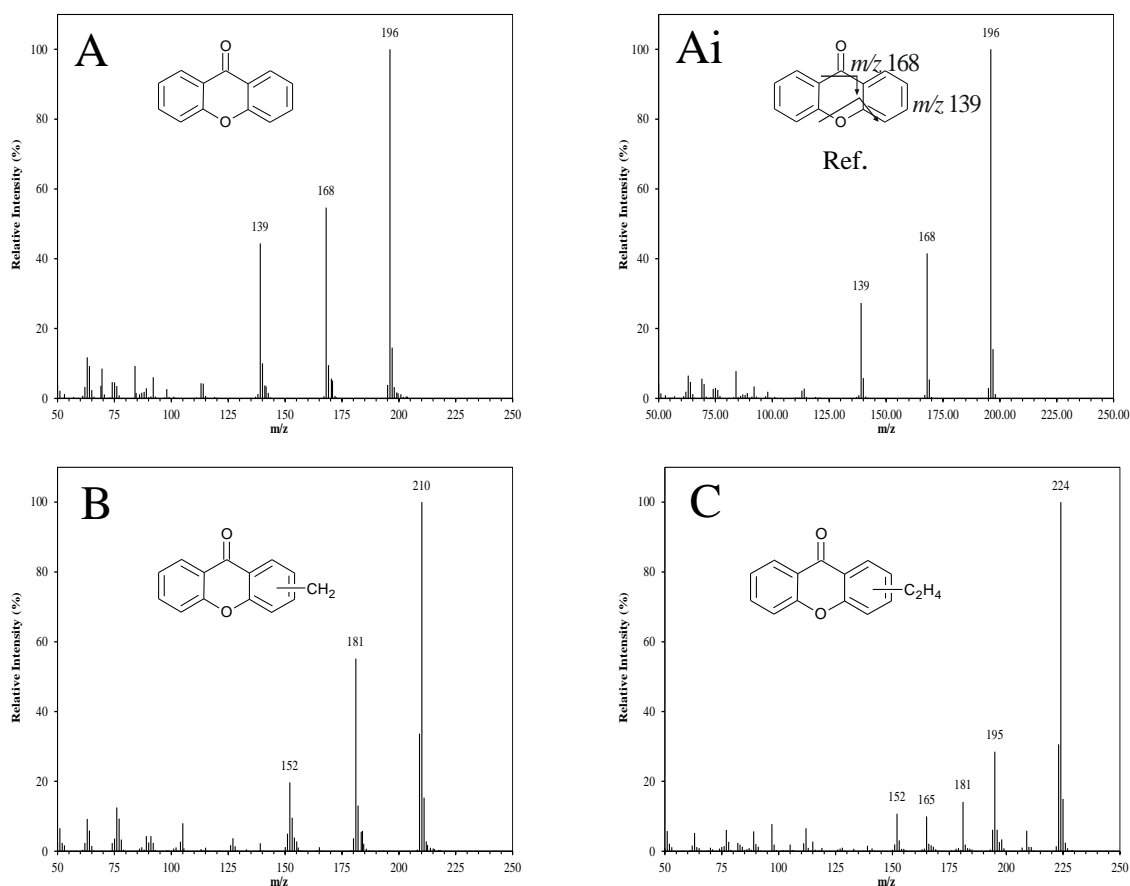 A
196
168
139
O
O
100
80
60
40
20
0
Relative Intensity (%)
50 75 100 125 150 175 200 225 250
m/z
Ai
196
168
139
O
O
m/z 168
m/z 139
Ref.
100
80
60
40
20
0
Relative Intensity (%)
50.00 75.00 100.00 125.00 150.00 175.00 200.00 225.00 250.00
m/z
B
210
181
152
O
O
CH2
100
80
60
40
20
0
Relative Intensity (%)
50 75 100 125 150 175 200 225 250
m/z
C
224
195
181
165
152
O
O
C2H4
100
80
60
40
20
0
Relative Intensity (%)
50 75 100 125 150 175 200 225 250
m/z